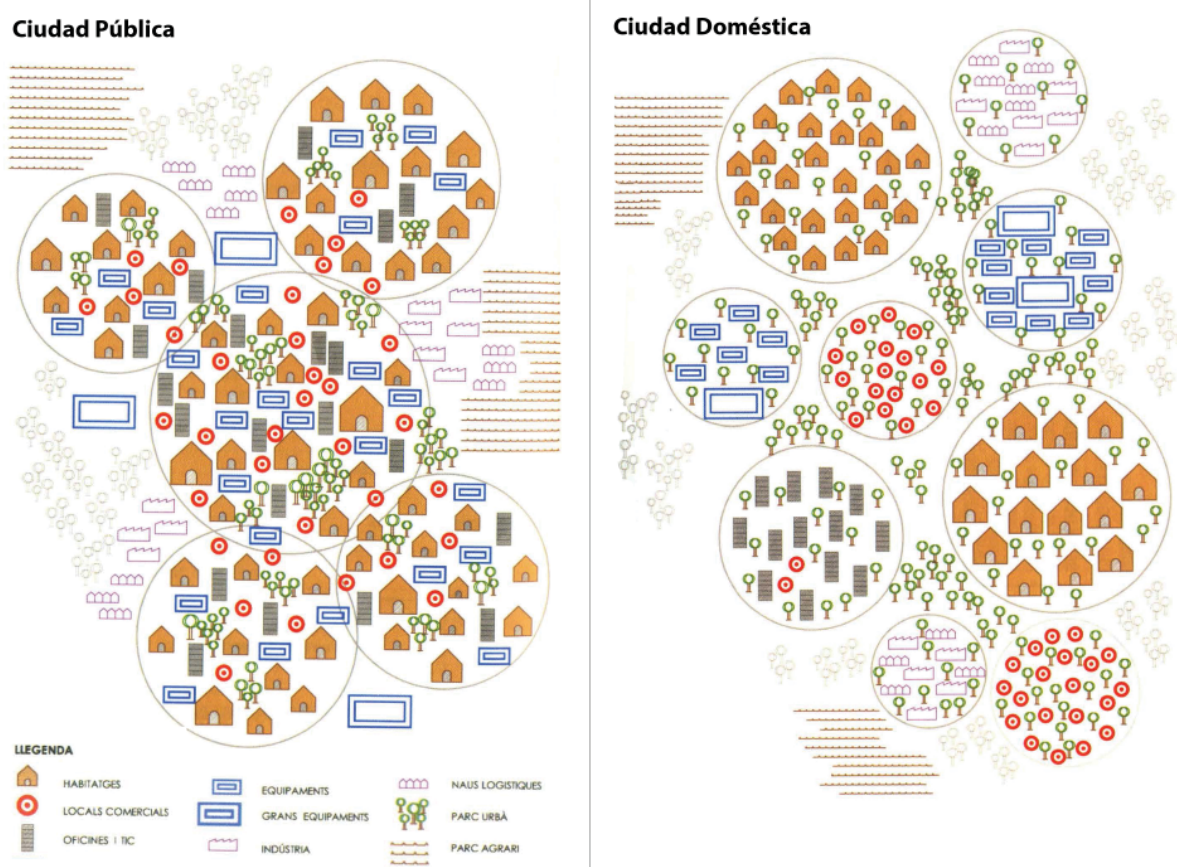 Ciudad Pública
Ciudad Doméstica
LLEGENDA
HABITATGES
LOCALS COMERCIALS
OFICINES I TIC
EQUIPAMENTS
GRANS EQUIPAMENTS
INDÚSTRIA
NAUS LOGISTIQUES
PARC URBÀ
PARC AGRARI